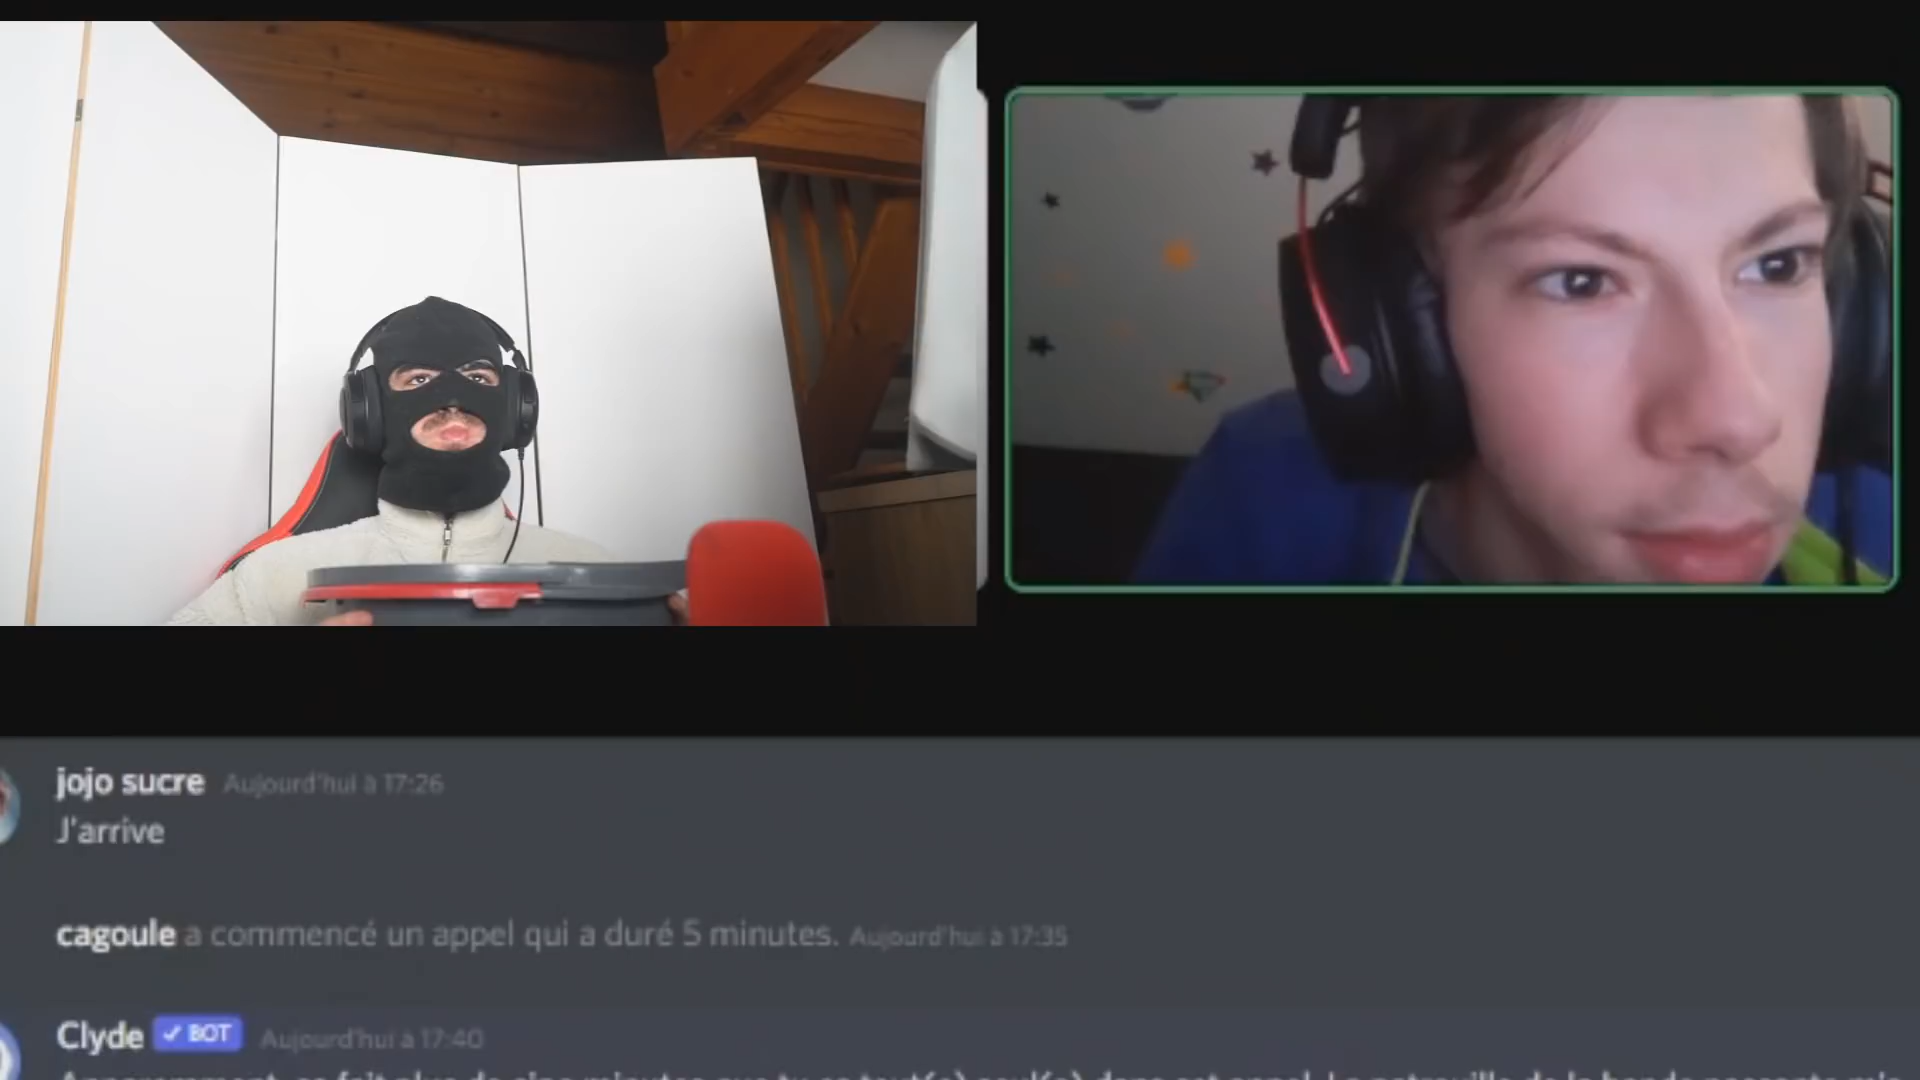 jojo sucre Aujourd'hui à 17:26
J'arrive
cagoule a commencé un appel qui a duré 5 minutes. Aujourd'hui à 17:35
Clyde BOT Aujourd'hui à 17:40